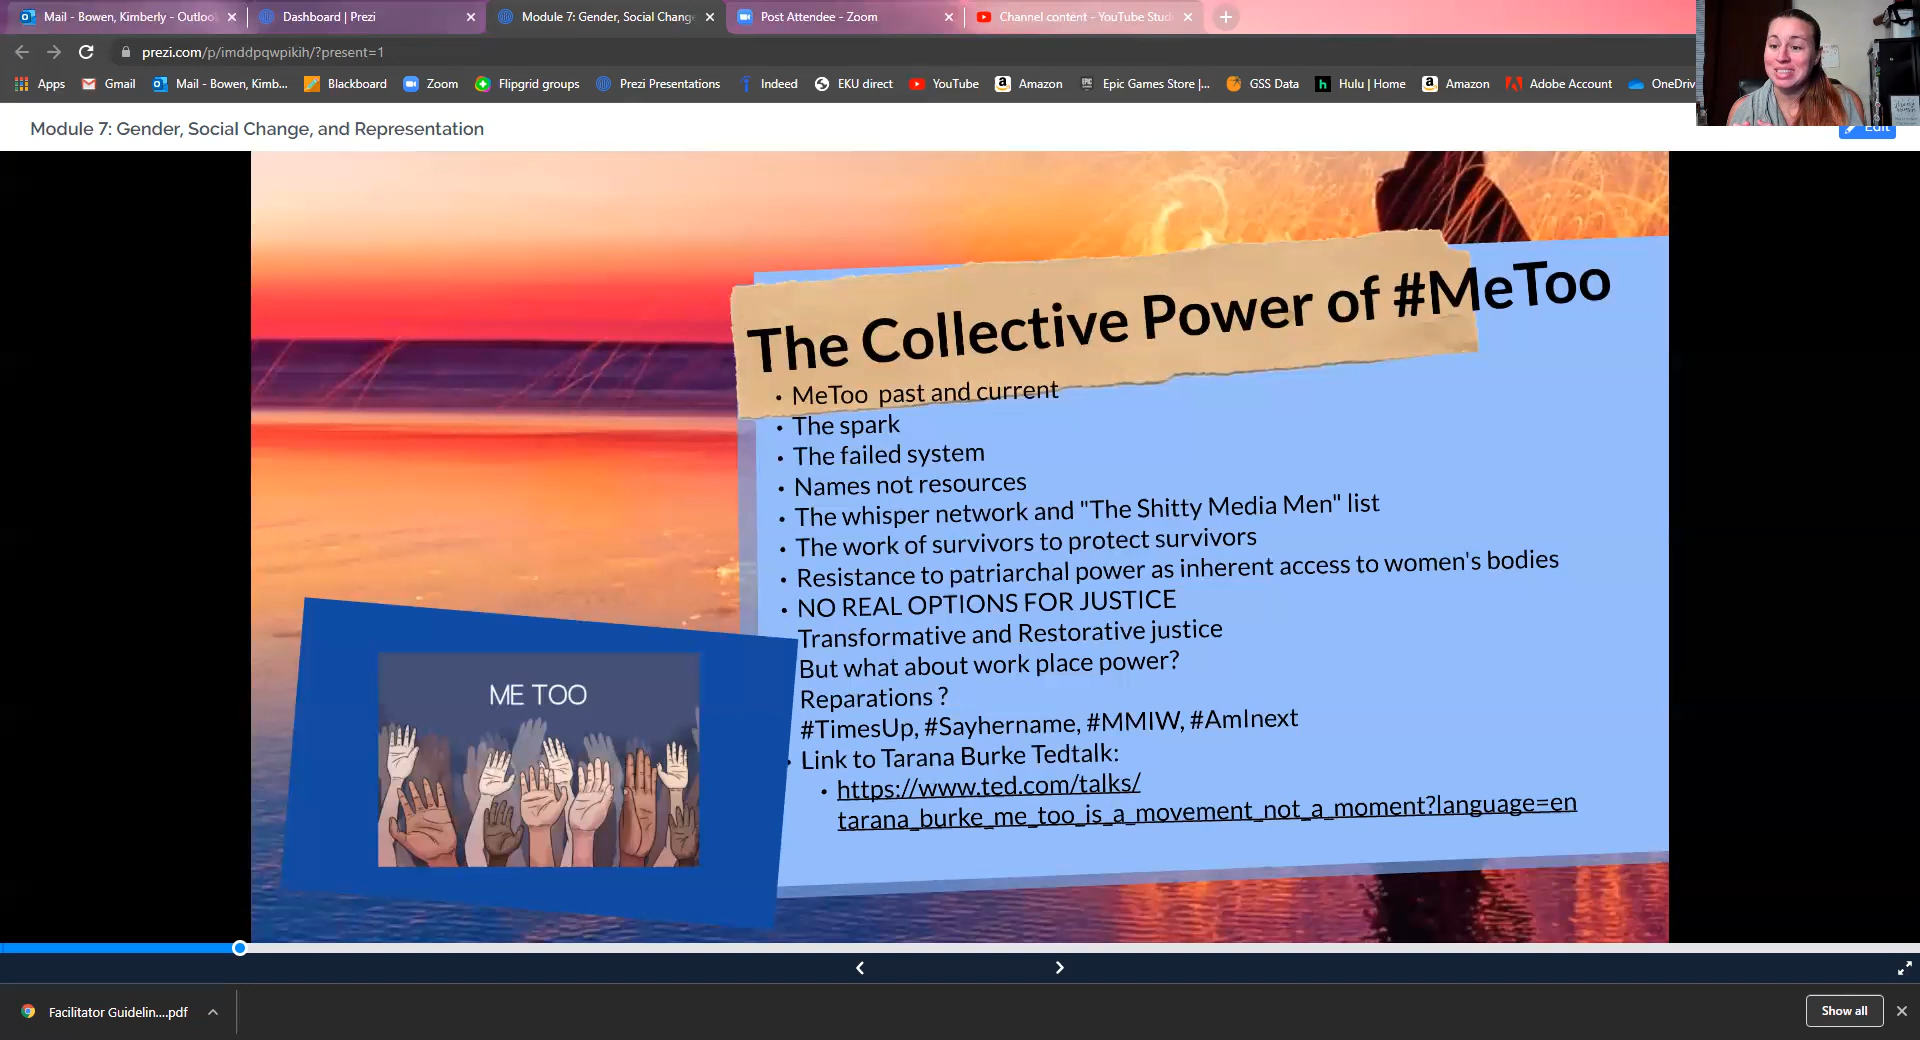 Mail - Bowen, Kimberly - Outloo
Dashboard | Prezi
Module 7: Gender, Social Change
Post Attendee - Zoom
Channel content - YouTube Stud
prezi.com/p/imddpqwpikih/?present=1
Apps
Gmail
Mail - Bowen, Kimb...
Blackboard
Zoom
Flipgrid groups
Prezi Presentations
Indeed
EKU direct
YouTube
Amazon
Epic Games Store |...
GSS Data
Hulu | Home
Amazon
Adobe Account
OneDriv
Module 7: Gender, Social Change, and Representation
Edit
The Collective Power of #MeToo
• MeToo past and current
• The spark
• The failed system
• Names not resources
• The whisper network and "The Shitty Media Men" list
• The work of survivors to protect survivors
• Resistance to patriarchal power as inherent access to women's bodies
• NO REAL OPTIONS FOR JUSTICE
Transformative and Restorative justice
But what about work place power?
Reparations ?
#TimesUp, #Sayhername, #MMIW, #AmInext
• Link to Tarana Burke Tedtalk:
• https://www.ted.com/talks/
tarana_burke_me_too_is_a_movement_not_a_moment?language=en
ME TOO
Facilitator Guidelin....pdf
Show all